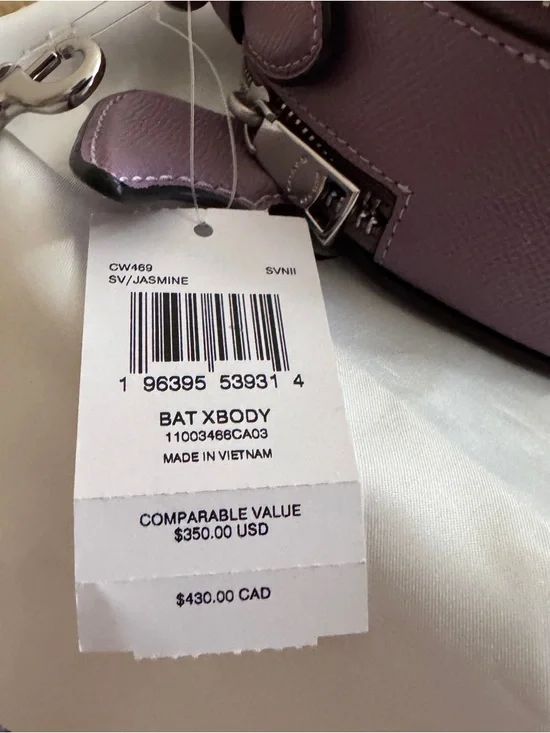 CW469
SVNII
SV/JASMINE
1 96395 53931 4
BAT XBODY
11003466CA03
MADE IN VIETNAM
COMPARABLE VALUE
$350.00 USD
$430.00 CAD